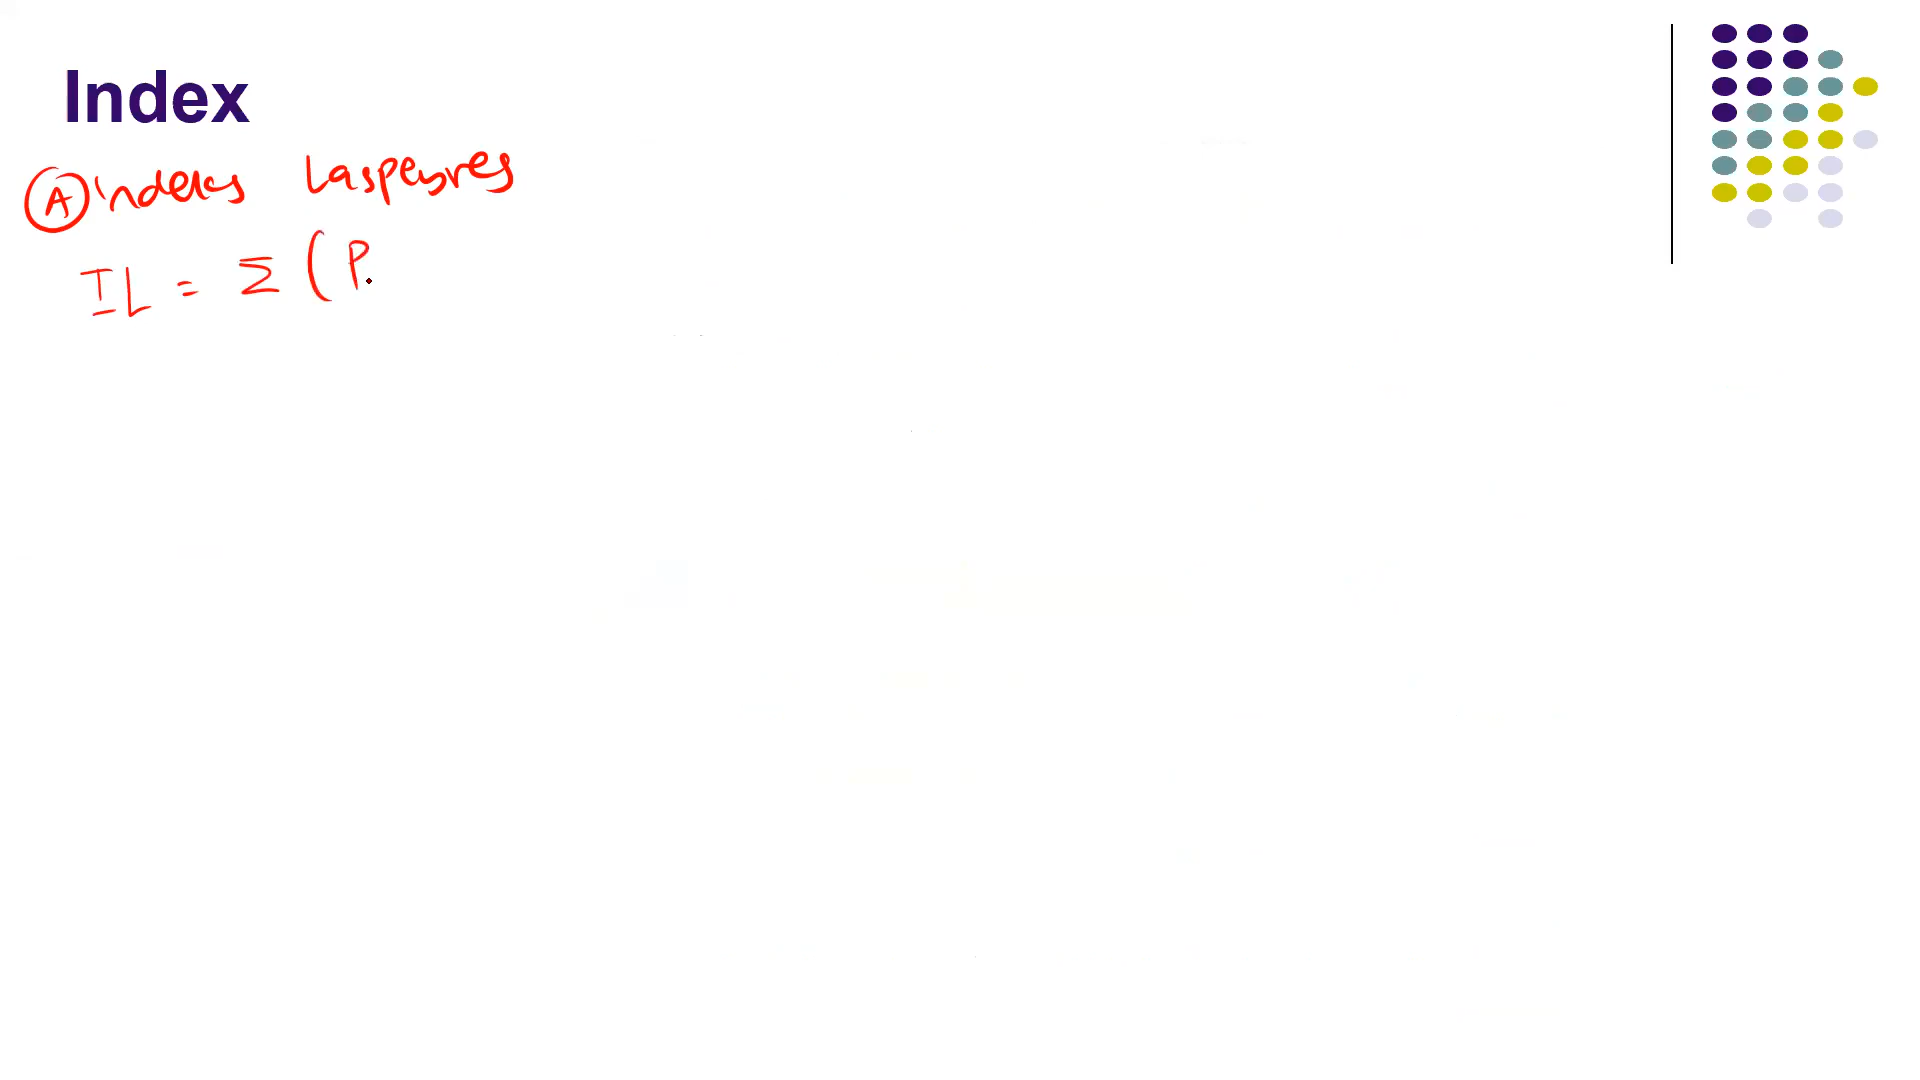 Index
(A) indeks Laspeyres
IL = Σ (P